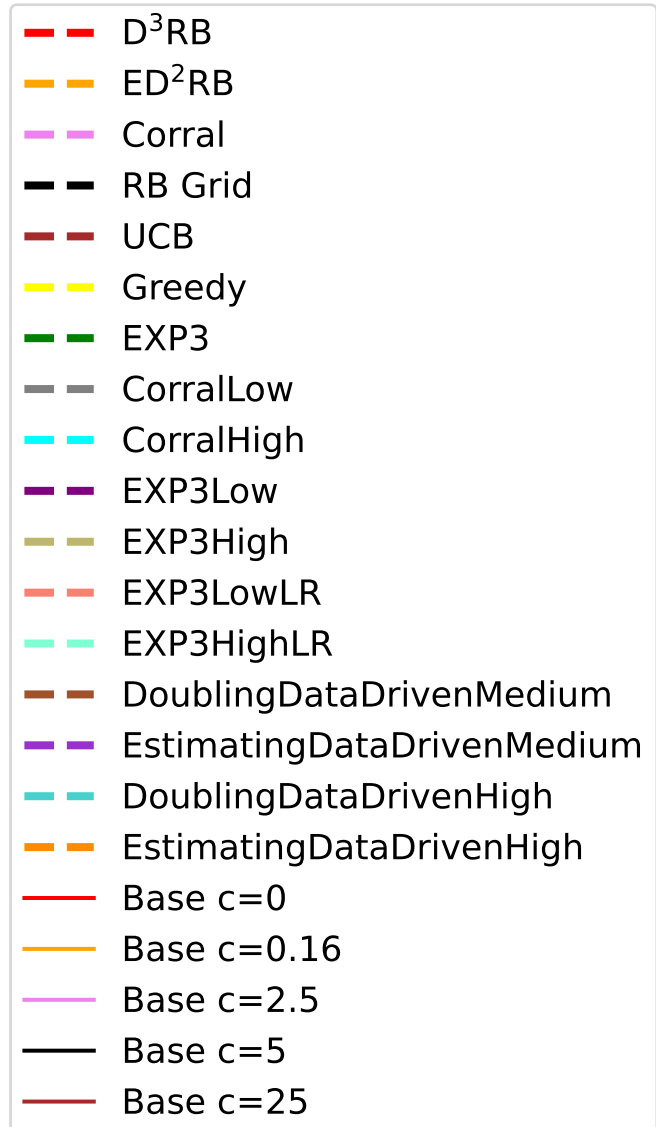 D³RB
ED²RB
Corral
RB Grid
UCB
Greedy
EXP3
CorralLow
CorralHigh
EXP3Low
EXP3High
EXP3LowLR
EXP3HighLR
DoublingDataDrivenMedium
EstimatingDataDrivenMedium
DoublingDataDrivenHigh
EstimatingDataDrivenHigh
Base c=0
Base c=0.16
Base c=2.5
Base c=5
Base c=25